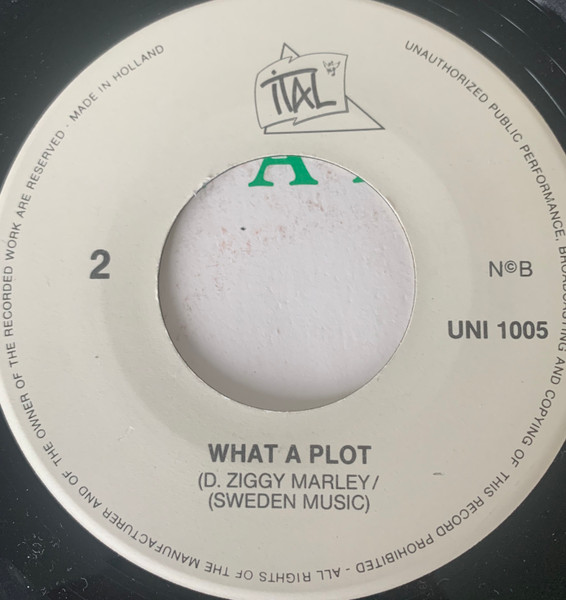 ITAL
UNAUTHORIZED PUBLIC PERFORMANCE, BROADCASTING AND COPYING OF THIS RECORD PROHIBITED - ALL RIGHTS OF THE MANUFACTURER AND OF THE OWNER OF THE RECORDED WORK ARE RESERVED · MADE IN HOLLAND
A
2
N©B
UNI 1005
WHAT A PLOT
(D. ZIGGY MARLEY/
(SWEDEN MUSIC)